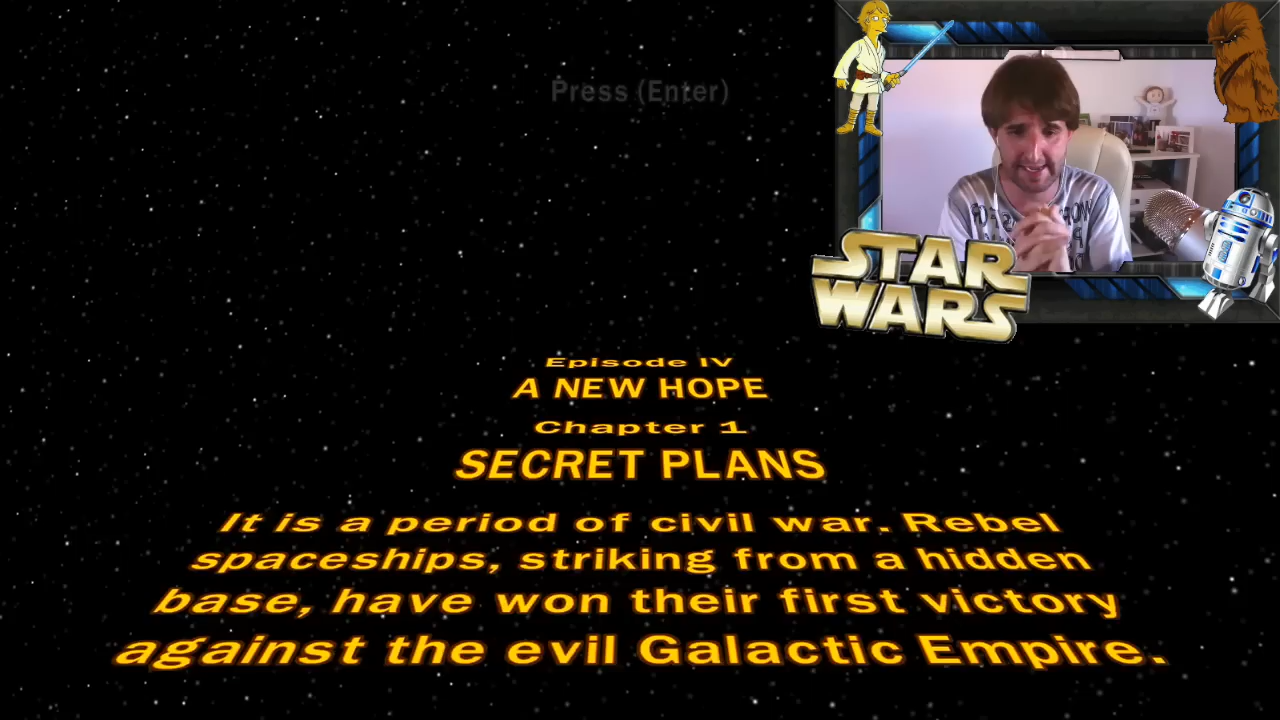 Press (Enter)
STAR
WARS
Episode IV
A NEW HOPE
Chapter 1
SECRET PLANS
It is a period of civil war. Rebel
spaceships, striking from a hidden
base, have won their first victory
against the evil Galactic Empire.